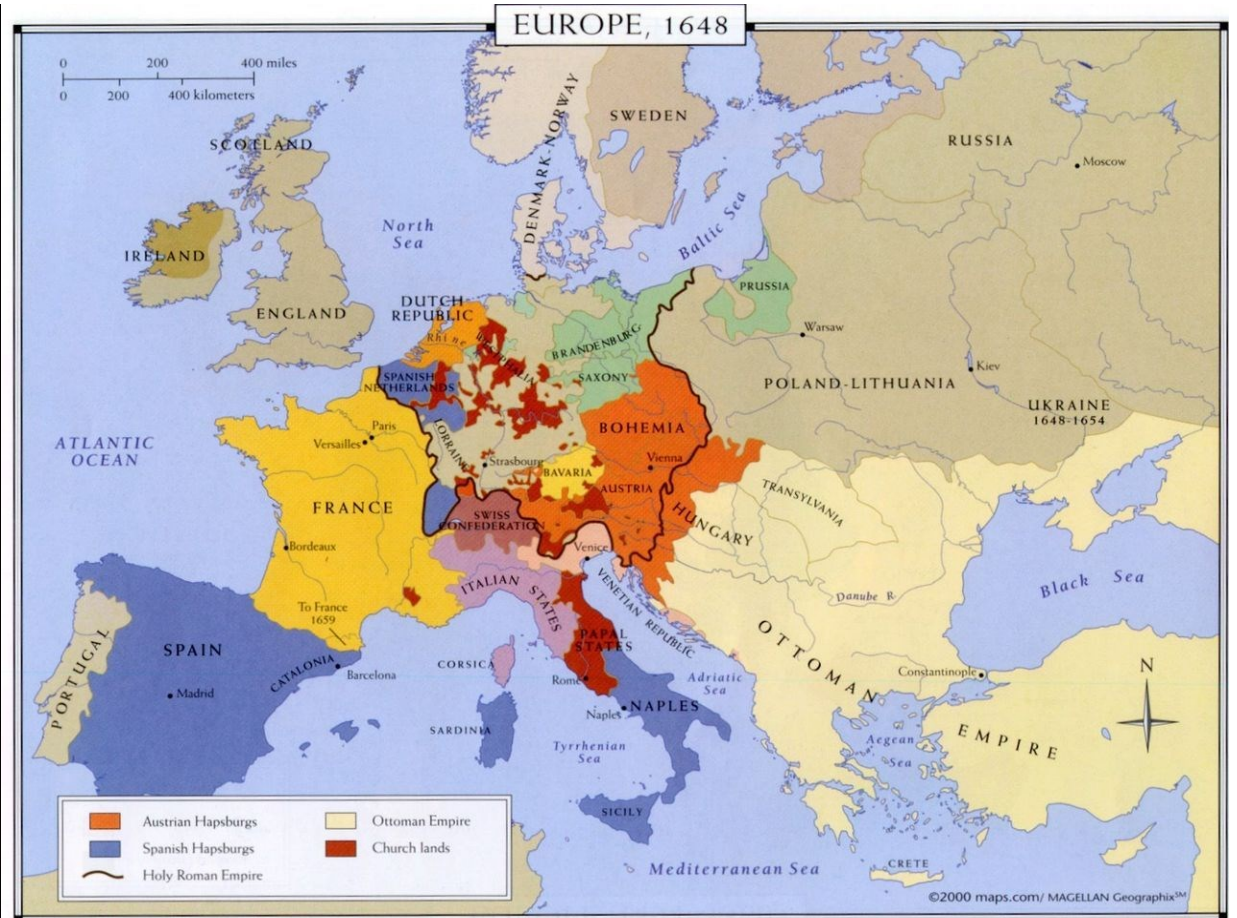 EUROPE, 1648
0 200 400 miles
0 200 400 kilometers
SCOTLAND
IRELAND
ENGLAND
North
Sea
DENMARK-NORWAY
SWEDEN
Baltic Sea
RUSSIA
Moscow
DUTCH
REPUBLIC
Rhine
WESTPHALIA
BRANDENBURG
PRUSSIA
Warsaw
SPANISH
NETHERLANDS
SAXONY
POLAND-LITHUANIA
Kiev
UKRAINE
1648-1654
ATLANTIC
OCEAN
Paris
Versailles
LORRAINE
Strasbourg
BOHEMIA
Vienna
BAVARIA
AUSTRIA
FRANCE
SWISS
CONFEDERATION
HUNGARY
TRANSYLVANIA
Bordeaux
Venice
ITALIAN STATES
VENETIAN REPUBLIC
Danube R.
Black Sea
To France
1659
PORTUGAL
SPAIN
Madrid
CATALONIA
Barcelona
CORSICA
PAPAL
STATES
Rome
Adriatic
Sea
OTTOMAN
EMPIRE
Constantinople
N
SARDINIA
Naples
NAPLES
Tyrrhenian
Sea
Aegean
Sea
SICILY
CRETE
Mediterranean Sea
Austrian Hapsburgs
Spanish Hapsburgs
Holy Roman Empire
Ottoman Empire
Church lands
©2000 maps.com/ MAGELLAN Geographix℠